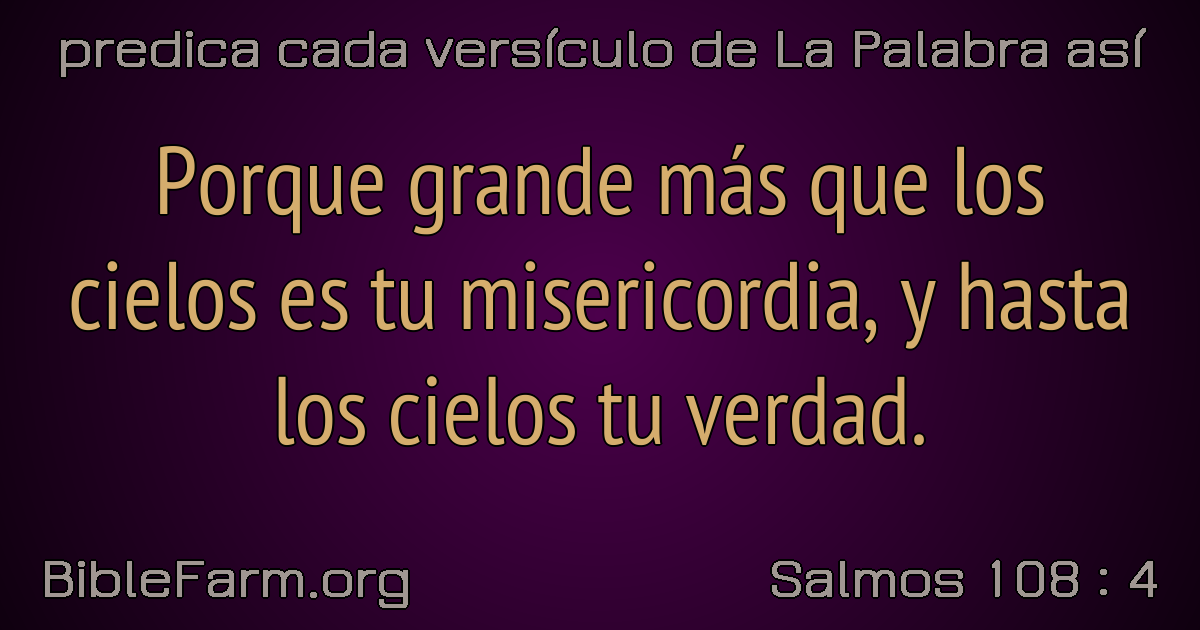 predica cada versículo de La Palabra así
Porque grande más que los
cielos es tu misericordia, y hasta
los cielos tu verdad.
BibleFarm.org
Salmos 108 : 4